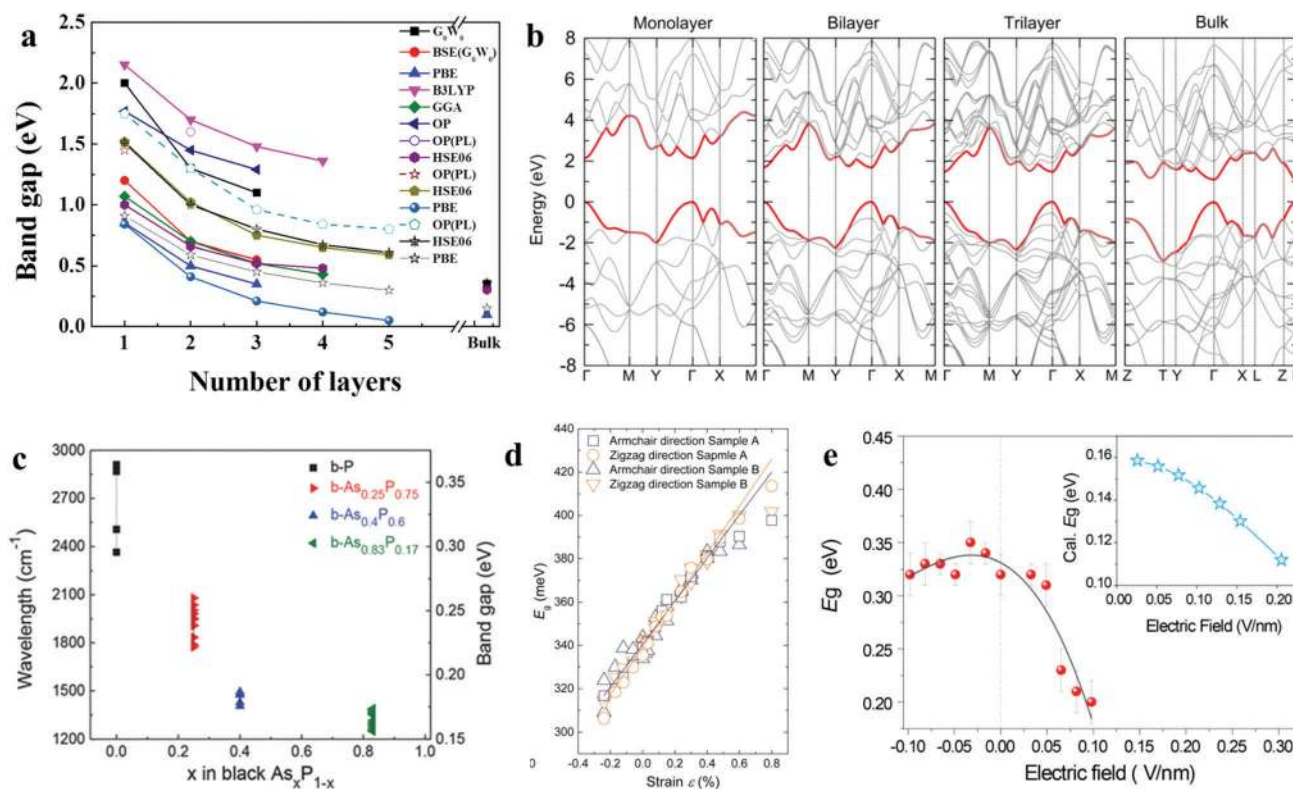 a
2.5
2.0
1.5
1.0
0.5
0.0
Band gap (eV)
1 2 3 4 5 Bulk
Number of layers
G₀W₀
BSE(G₀W₀)
PBE
B3LYP
GGA
OP
OP(PL)
HSE06
OP(PL)
HSE06
PBE
OP(PL)
HSE06
PBE
b
Monolayer Bilayer Trilayer Bulk
8
6
4
2
0
-2
-4
-6
-8
Energy (eV)
Γ M Y Γ X M
Γ M Y Γ X M
Γ M Y Γ X M
Z T Y Γ X L Z
c
3000
2700
2400
2100
1800
1500
1200
Wavelength (cm⁻¹)
b-P
b-As₀.₂₅P₀.₇₅
b-As₀.₄P₀.₆
b-As₀.₈₃P₀.₁₇
0.35
0.30
0.25
0.20
0.15
Band gap (eV)
0.0 0.2 0.4 0.6 0.8 1.0
x in black AsₓP₁₋ₓ
d
Armchair direction Sample A
Zigzag direction Sapmle A
Armchair direction Sample B
Zigzag direction Sample B
420
400
380
360
340
320
300
Eg (meV)
0
-0.4 -0.2 0.0 0.2 0.4 0.6 0.8
Strain ε (%)
e
0.45
0.40
0.35
0.30
0.25
0.20
Eg (eV)
-0.10 -0.05 0.00 0.05 0.10 0.15 0.20 0.25 0.30
Electric field ( V/nm)
0.16
0.14
0.12
0.10
Cal. Eg (eV)
0.00 0.05 0.10 0.15 0.20
Electric Field (V/nm)